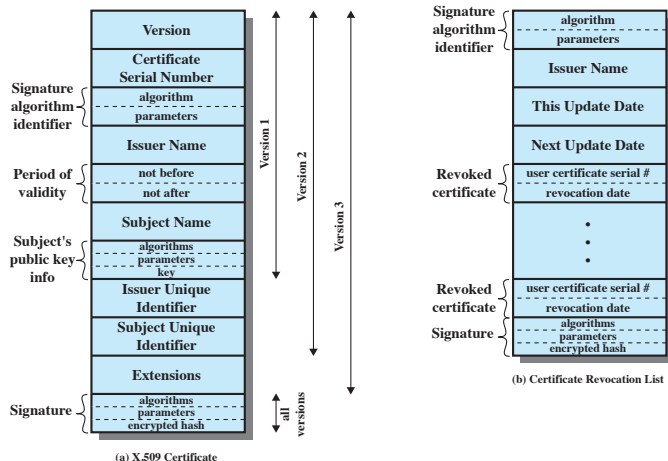 Version
Certificate
Serial Number
Signature
algorithm
identifier
algorithm
parameters
Issuer Name
Period of
validity
not before
not after
Subject Name
Subject's
public key
info
algorithms
parameters
key
Issuer Unique
Identifier
Subject Unique
Identifier
Extensions
Signature
algorithms
parameters
encrypted hash
Version 1
Version 2
Version 3
all
versions
(a) X.509 Certificate
Signature
algorithm
identifier
algorithm
parameters
Issuer Name
This Update Date
Next Update Date
Revoked
certificate
user certificate serial #
revocation date
•
•
•
Revoked
certificate
user certificate serial #
revocation date
Signature
algorithms
parameters
encrypted hash
(b) Certificate Revocation List